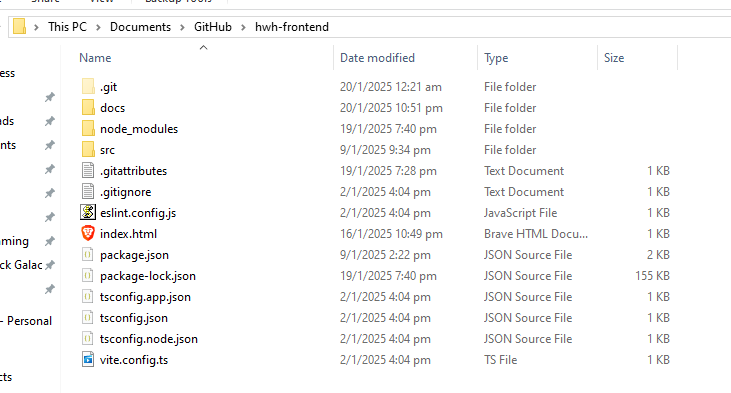 Share View Backup Tools
This PC > Documents > GitHub > hwh-frontend
Name Date modified Type Size
ess
.git 20/1/2025 12:21 am File folder
docs 20/1/2025 10:51 pm File folder
nds node_modules 19/1/2025 7:40 pm File folder
nts src 9/1/2025 9:34 pm File folder
.gitattributes 19/1/2025 7:28 pm Text Document 1 KB
.gitignore 2/1/2025 4:04 pm Text Document 1 KB
eslint.config.js 2/1/2025 4:04 pm JavaScript File 1 KB
aming index.html 16/1/2025 10:49 pm Brave HTML Docu... 1 KB
ck Galac package.json 9/1/2025 2:22 pm JSON Source File 2 KB
package-lock.json 19/1/2025 7:40 pm JSON Source File 155 KB
tsconfig.app.json 2/1/2025 4:04 pm JSON Source File 1 KB
- Personal tsconfig.json 2/1/2025 4:04 pm JSON Source File 1 KB
tsconfig.node.json 2/1/2025 4:04 pm JSON Source File 1 KB
vite.config.ts 2/1/2025 4:04 pm TS File 1 KB
cts